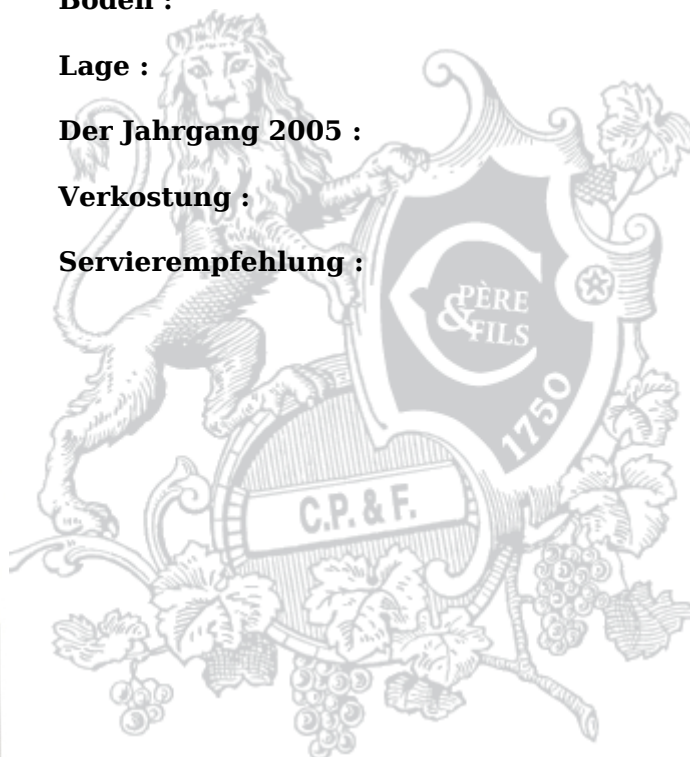 Boden :
Lage :
Der Jahrgang 2005 :
Verkostung :
Servierempfehlung :
C
PÈRE
& FILS
1750
C.P. & F.